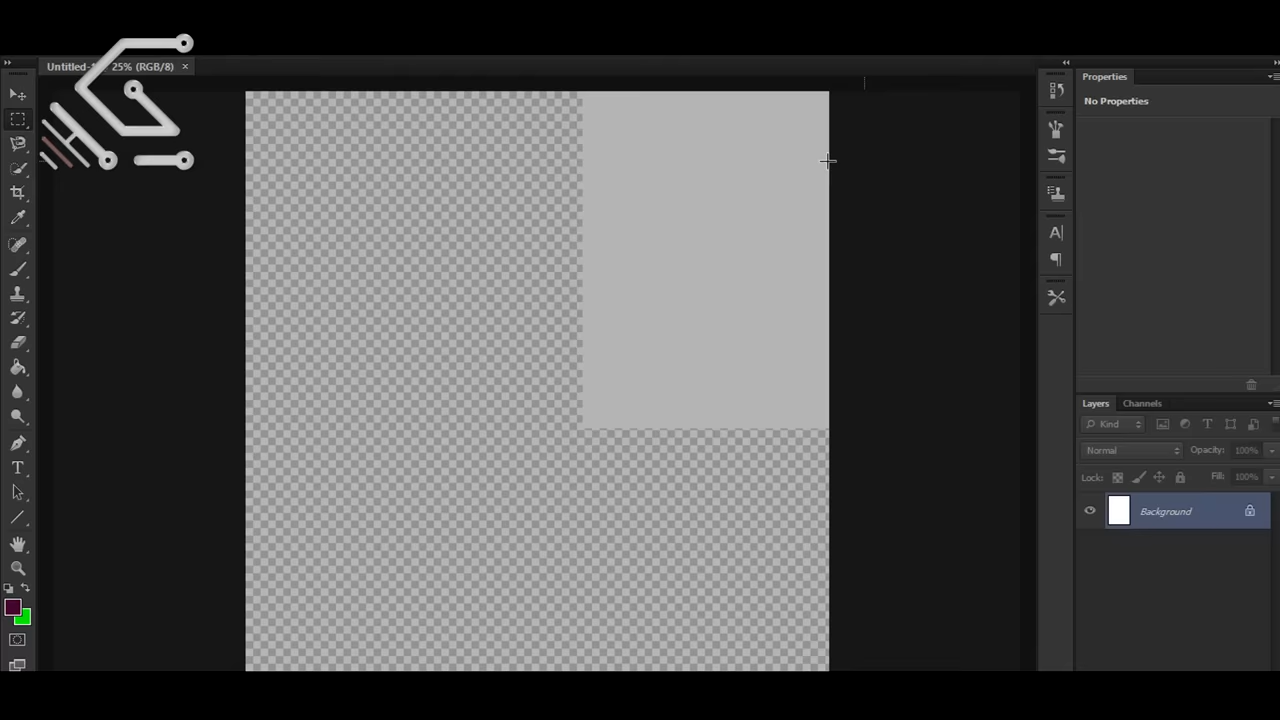 Untitled- 25% (RGB/8) ×
Properties
No Properties
Layers
Channels
Kind
Normal
Opacity: 100%
Lock:
Fill: 100%
Background